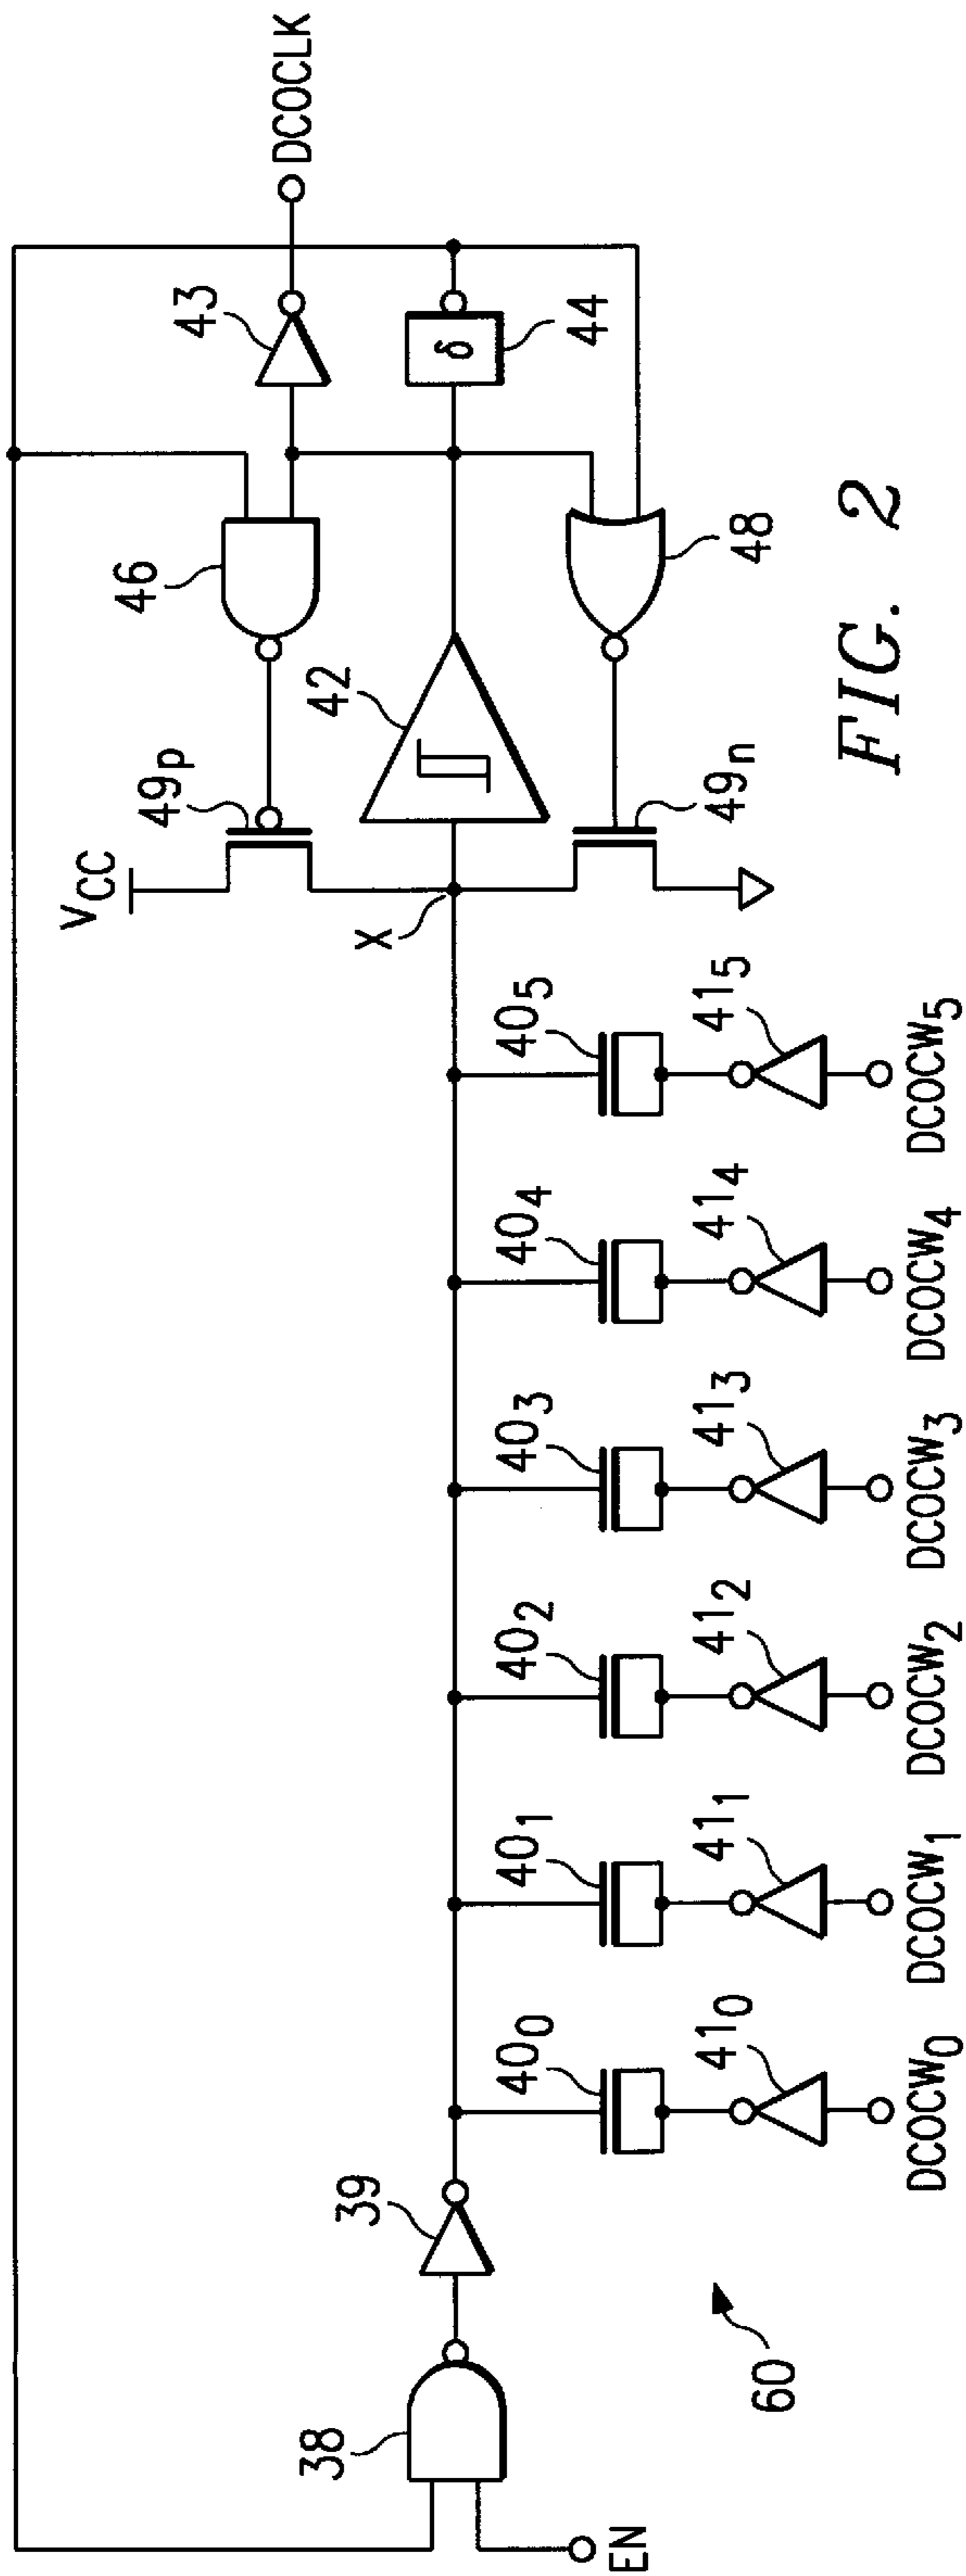 DCOCLK
43
44
δ
46
48
42
49p
49n
VCC
X
405
415
DCOCW5
404
414
DCOCW4
403
413
DCOCW3
402
412
DCOCW2
401
411
DCOCW1
400
410
DCOCW0
39
38
EN
60
FIG. 2